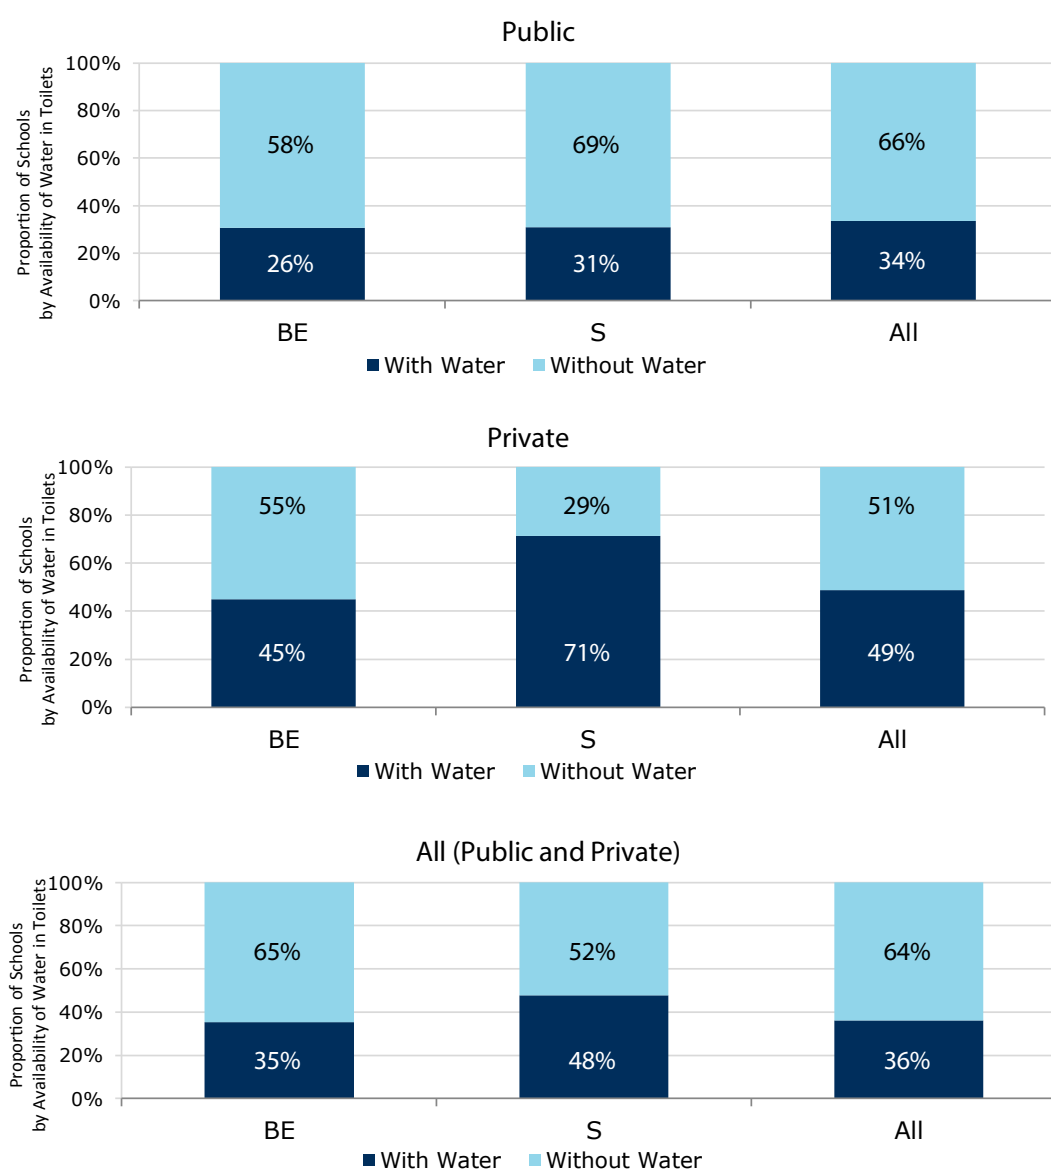 Public
Proportion of Schools
by Availability of Water in Toilets
100%
80%
60%
40%
20%
0%
58%
69%
66%
26%
31%
34%
BE
S
All
With Water
Without Water
Private
Proportion of Schools
by Availability of Water in Toilets
100%
80%
60%
40%
20%
0%
55%
29%
51%
45%
71%
49%
BE
S
All
With Water
Without Water
All (Public and Private)
Proportion of Schools
by Availability of Water in Toilets
100%
80%
60%
40%
20%
0%
65%
52%
64%
35%
48%
36%
BE
S
All
With Water
Without Water